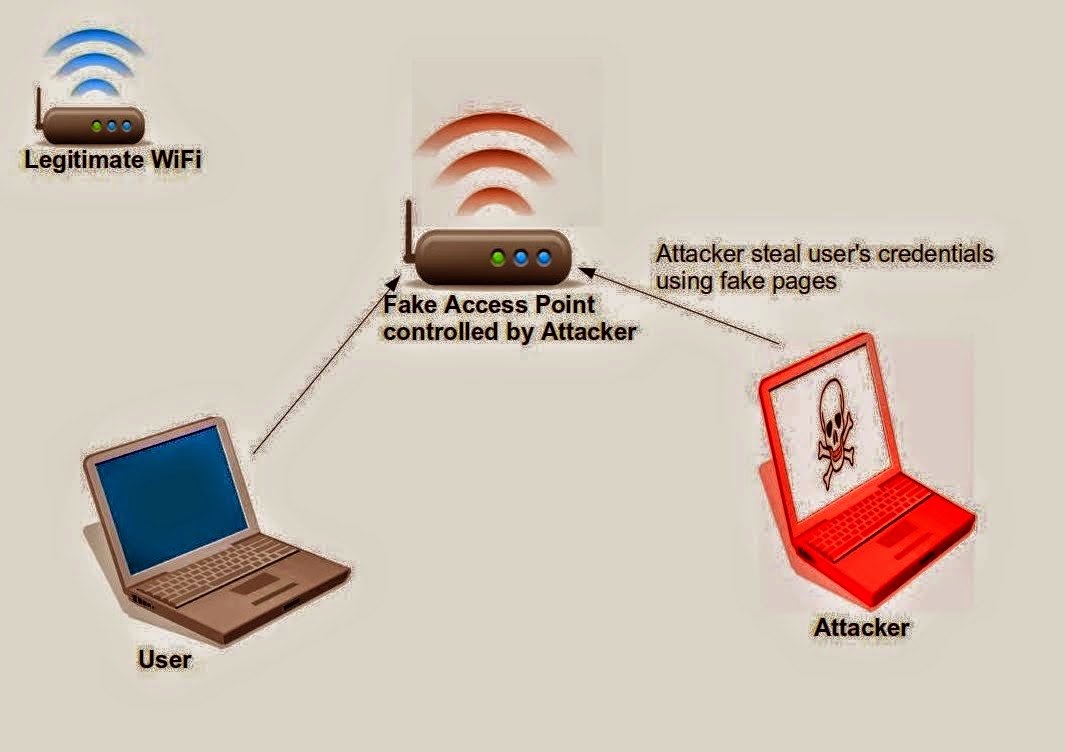 Legitimate WiFi
Attacker steal user's credentials
using fake pages
Fake Access Point
controlled by Attacker
Attacker
User